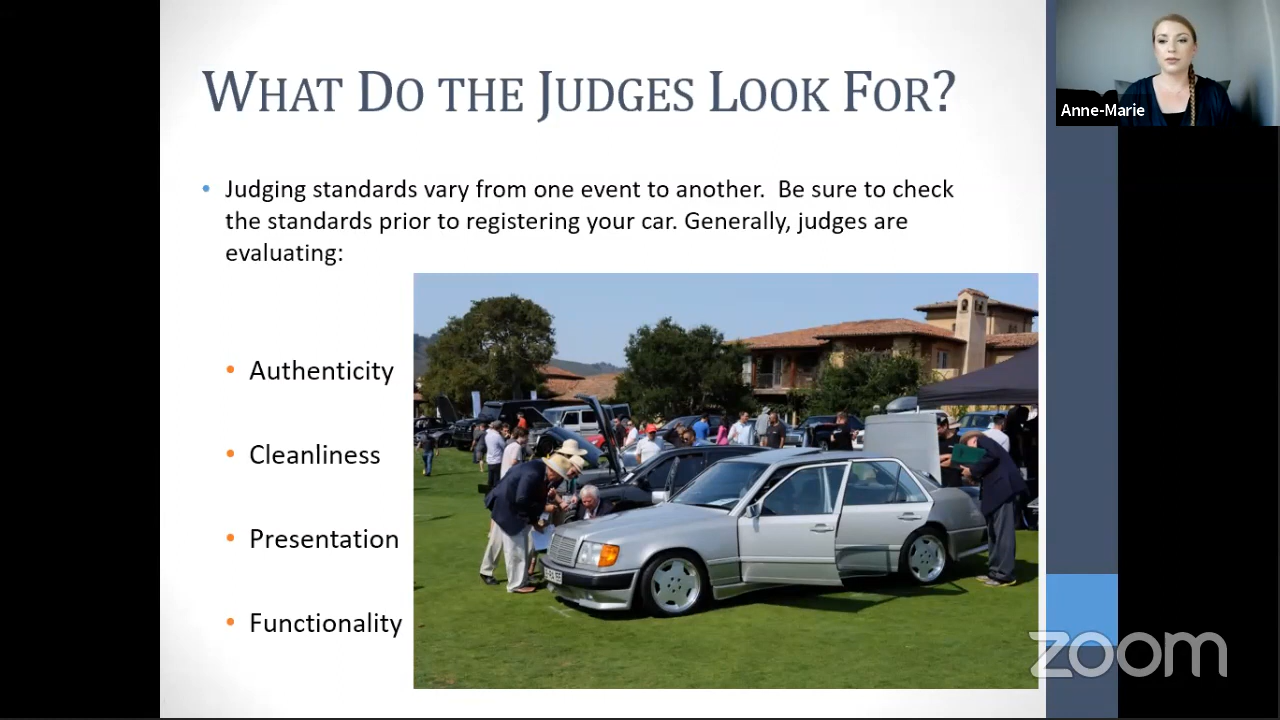 WHAT DO THE JUDGES LOOK FOR?
Anne-Marie
• Judging standards vary from one event to another.  Be sure to check
the standards prior to registering your car. Generally, judges are
evaluating:
• Authenticity
• Cleanliness
• Presentation
• Functionality
zoom